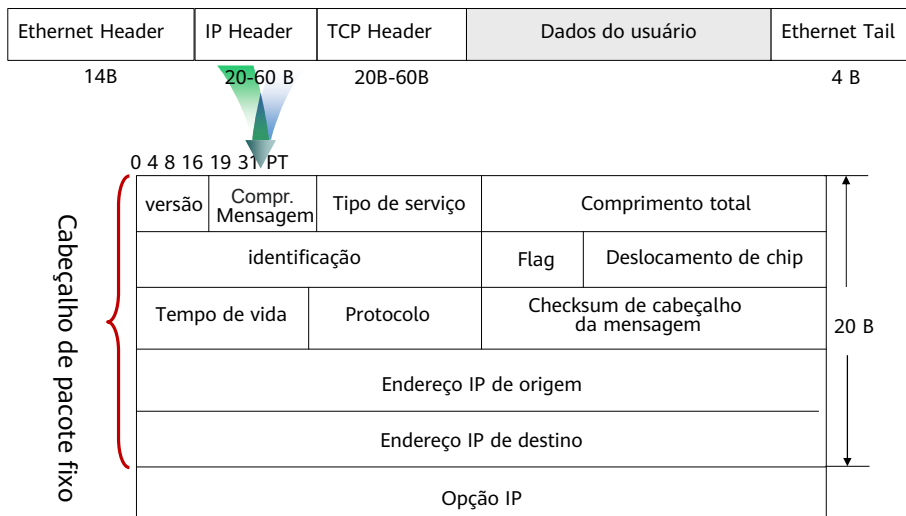 Ethernet Header IP Header TCP Header Dados do usuário Ethernet Tail
14B 20-60 B 20B-60B 4 B
0 4 8 16 19 31 PT
versão Compr. Mensagem Tipo de serviço Comprimento total
identificação Flag Deslocamento de chip
Tempo de vida Protocolo Checksum de cabeçalho da mensagem
20 B
Endereço IP de origem
Endereço IP de destino
Opção IP
Cabeçalho de pacote fixo